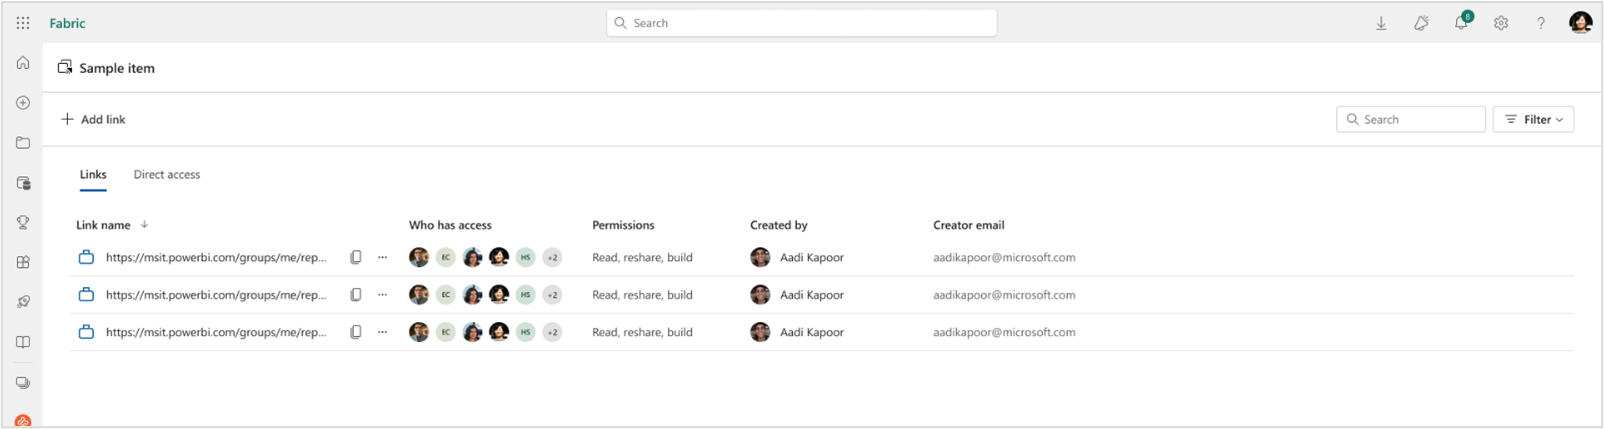 Fabric
Search
8
?
Sample item
Add link
Search
Filter
Links
Direct access
Link name Who has access Permissions Created by Creator email
https://msit.powerbi.com/groups/me/rep... ... EC HS +2 Read, reshare, build Aadi Kapoor aadikapoor@microsoft.com
https://msit.powerbi.com/groups/me/rep... ... EC HS +2 Read, reshare, build Aadi Kapoor aadikapoor@microsoft.com
https://msit.powerbi.com/groups/me/rep... ... EC HS +2 Read, reshare, build Aadi Kapoor aadikapoor@microsoft.com